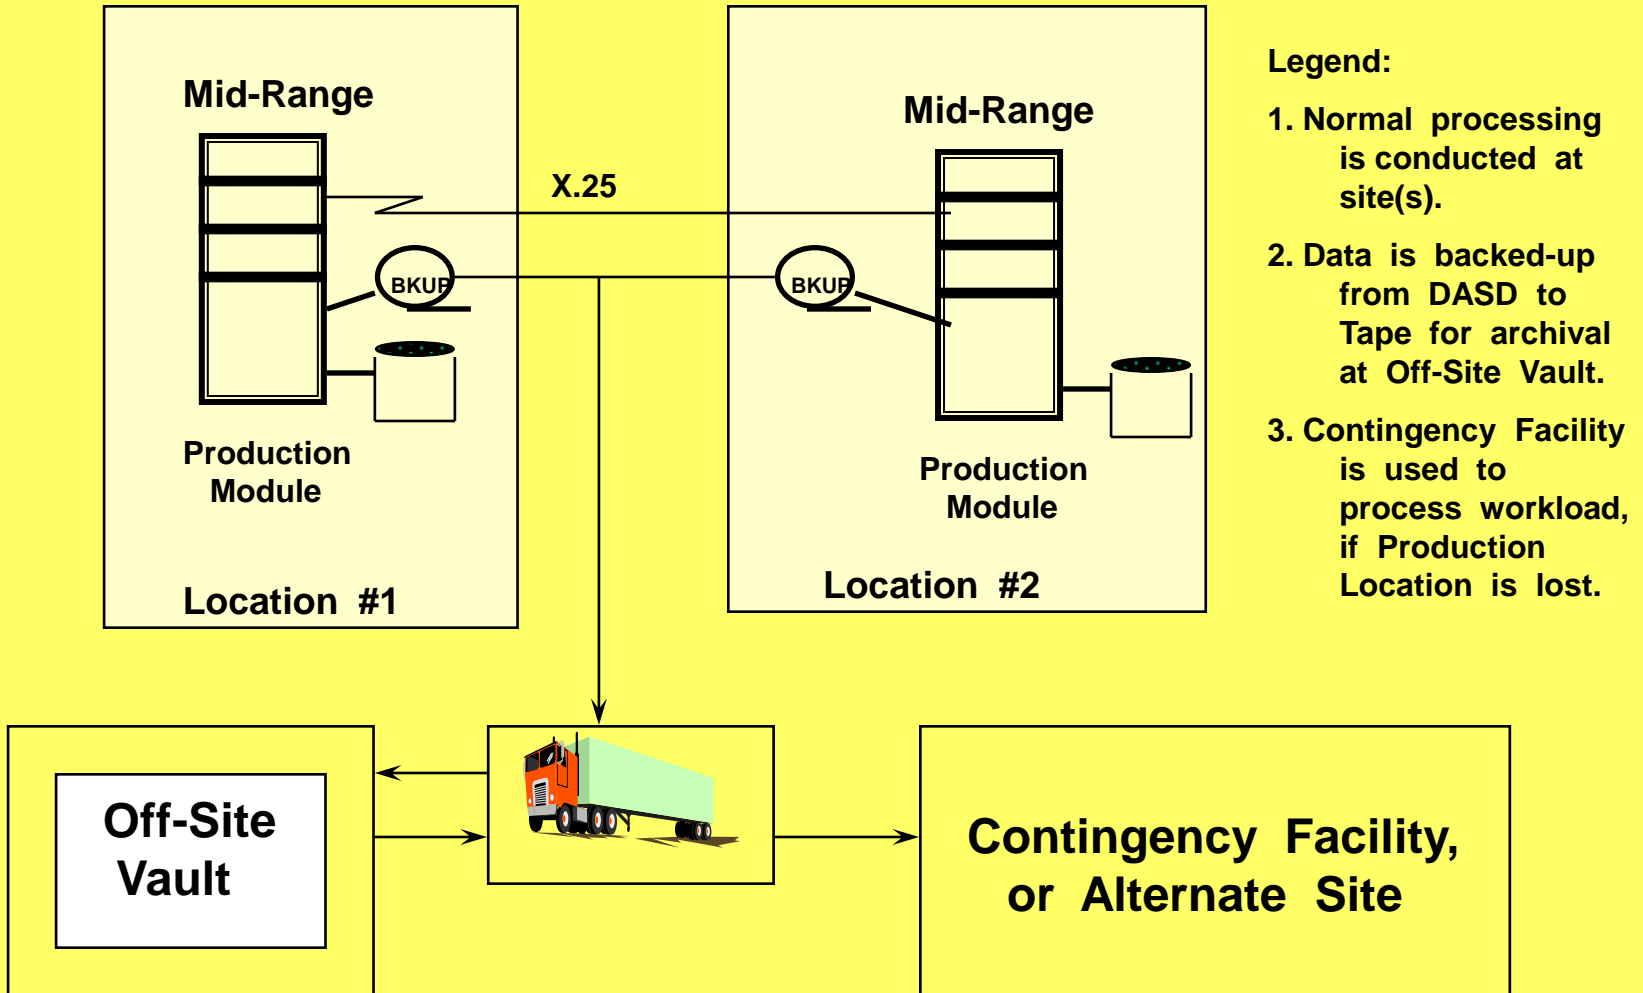 Mid-Range
X.25
BKUP
Production
Module
Location #1
Mid-Range
BKUP
Production
Module
Location #2
Legend:
1. Normal processing
is conducted at
site(s).
2. Data is backed-up
from DASD to
Tape for archival
at Off-Site Vault.
3. Contingency Facility
is used to
process workload,
if Production
Location is lost.
Off-Site
Vault
Contingency Facility,
or Alternate Site